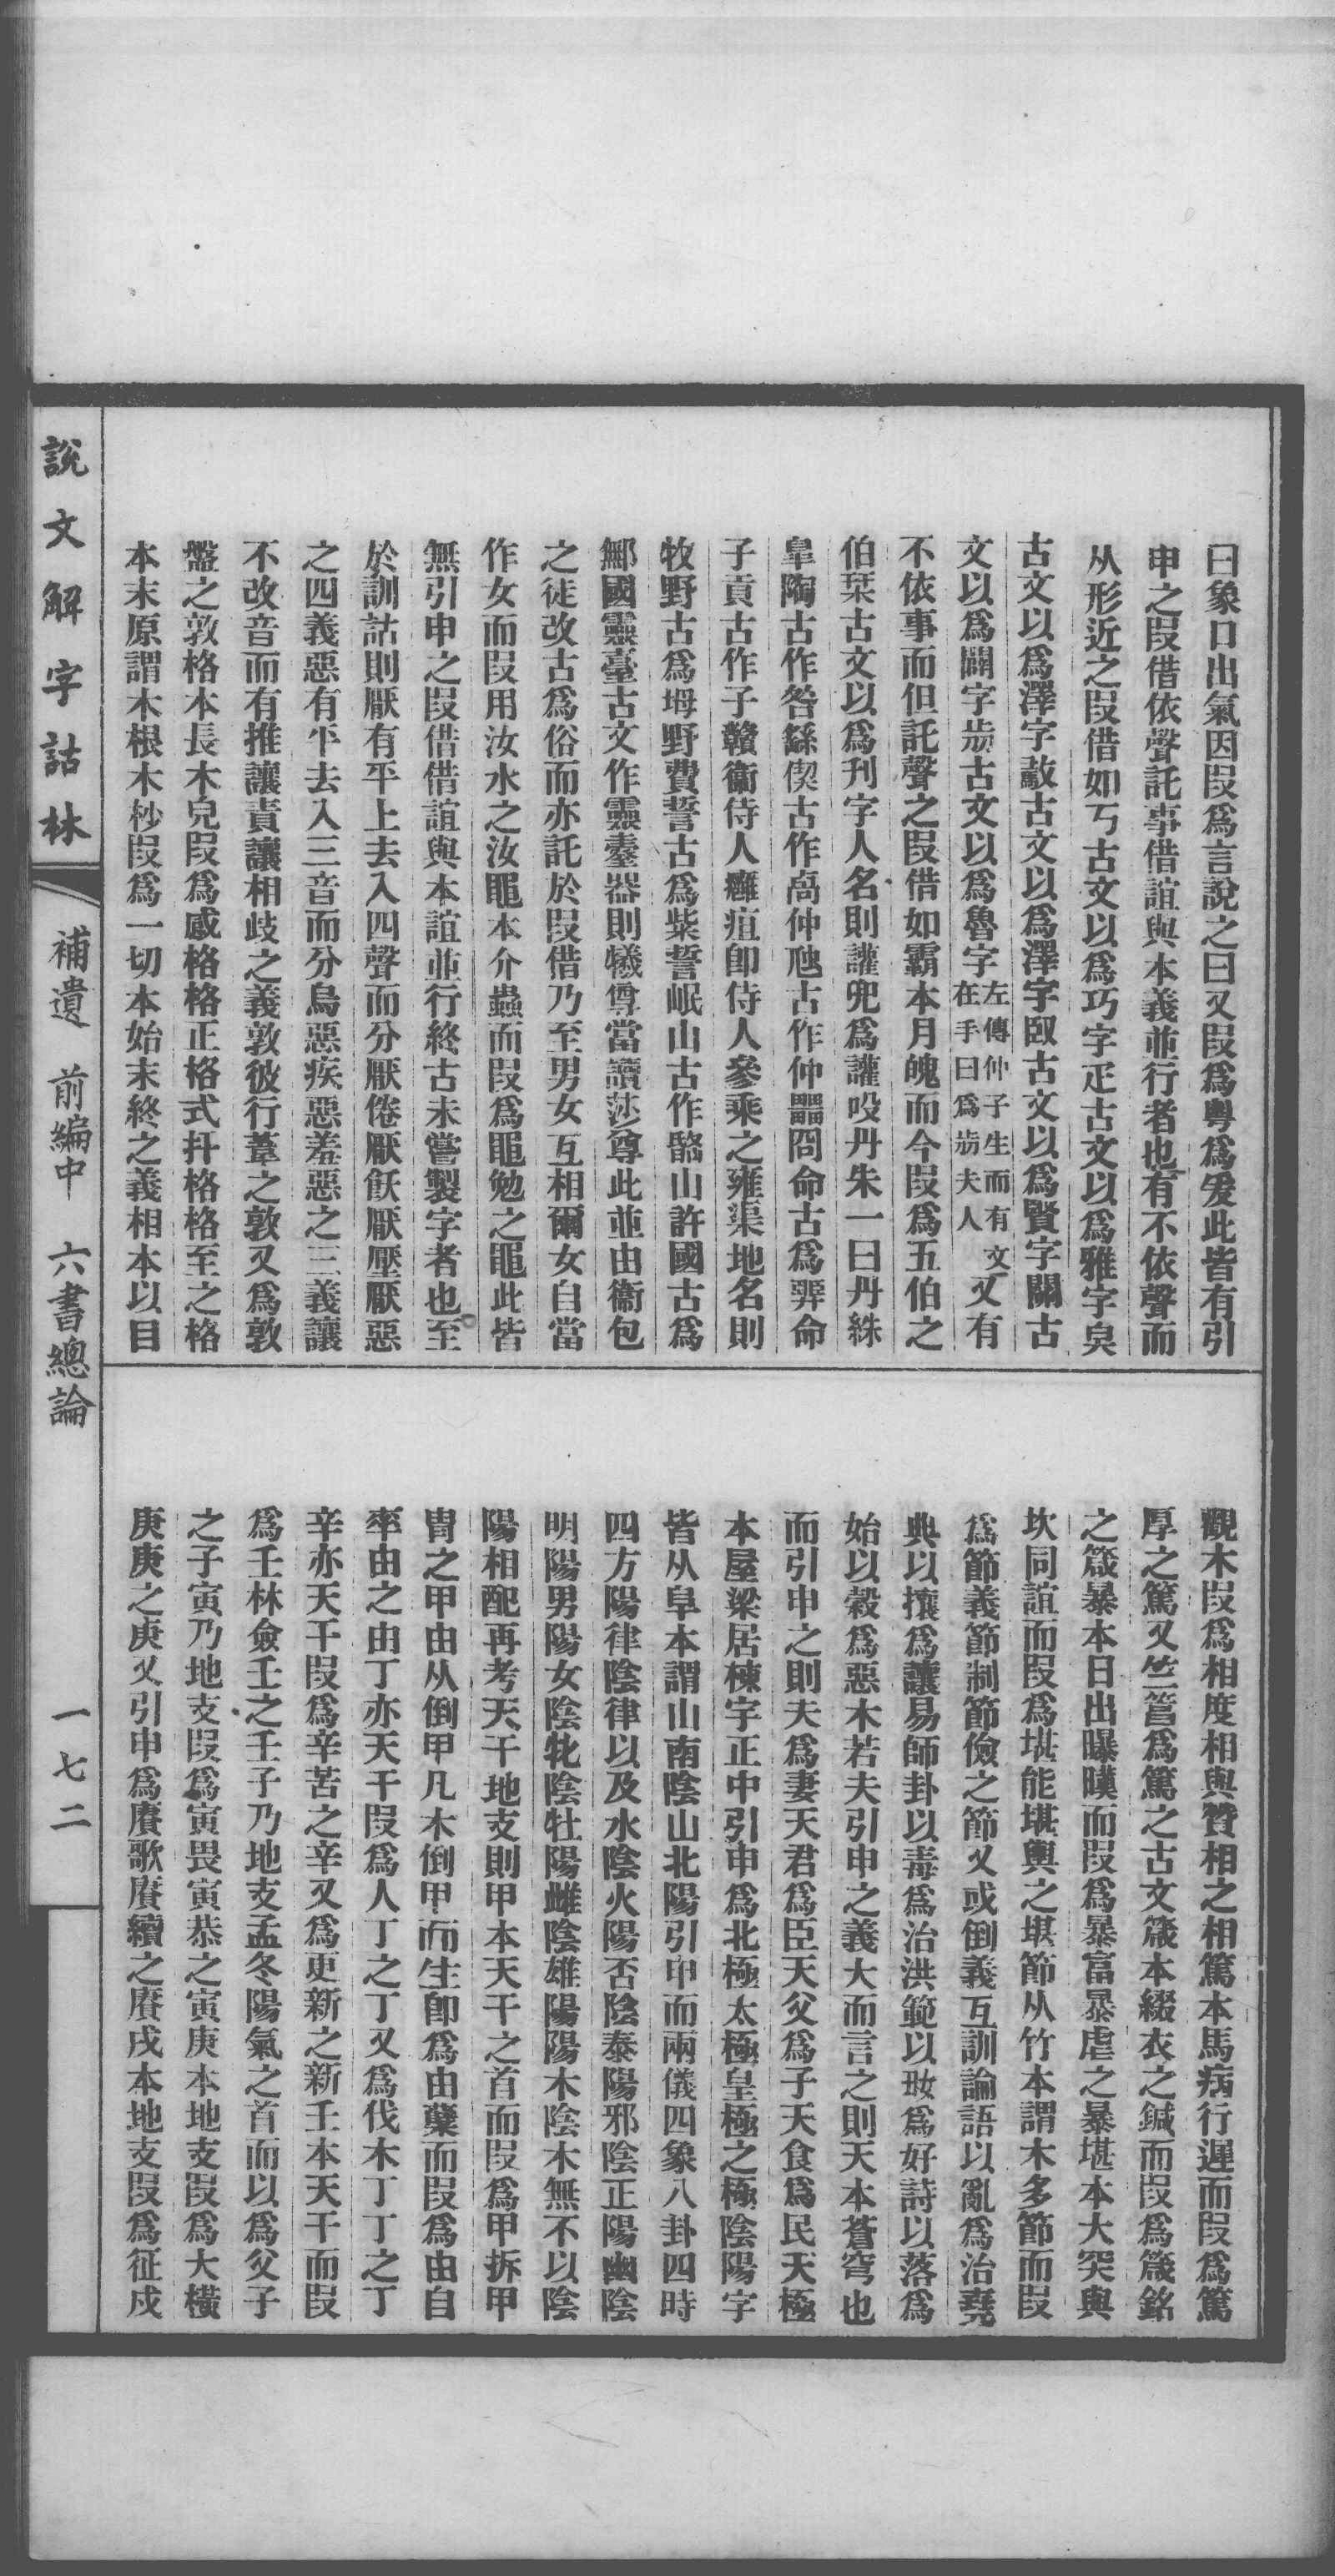 曰象口出氣因叚爲言說之曰又叚爲粵爲爰此皆有引
申之叚借依聲託事借誼與本義並行者也有不依聲而
从形近之叚借如丂古文以爲巧字疋古文以爲雅字㚖
古文以爲澤字㪉古文以爲澤字臤古文以爲賢字䦧古
文以爲闢字㫄古文以爲魯字左傳仲子生而有文在手曰爲㫄夫人又有
不依事而但託聲之叚借如霸本月魄而今叚爲五伯之
伯栞古文以爲刋字人名則讙兜爲讙吺丹朱一曰丹絑
皐陶古作咎繇偰古作卨仲虺古作仲𤳳冏命古爲臩命
子貢古作子贛衞侍人癰疽卽侍人參乘之雍渠地名則
牧野古爲坶野費誓古爲柴誓岷山古作㟭山許國古爲
鄦國靈臺古文作靈䑓器則犧尊當讀莎尊此並由衞包
之徒改古爲俗而亦託於叚借乃至男女互相爾女自當
作女而叚用汝水之汝黽本介蟲而叚爲黽勉之黽此皆
無引申之叚借借誼與本誼並行終古未嘗製字者也至
於訓詁則厭有平上去入四聲而分厭倦厭飫厭壓厭惡
之四義惡有平去入三音而分烏惡疾惡羞惡之三義讓
不改音而有推讓責讓相歧之義敦彼行葦之敦又爲敦
盤之敦格本長木皃叚爲感格格正格式扞格格至之格
本末原謂木根木杪叚爲一切本始末終之義相本以目
觀木叚爲相度相與贊相之相篤本馬病行遲而叚爲篤
厚之篤又竺䈞爲篤之古文箴本綴衣之鍼而叚爲箴銘
之箴暴本日出曝暵而叚爲暴富暴虐之暴堪本大突與
坎同誼而叚爲堪能堪輿之堪節从竹本謂木多節而叚
爲節義節制節儉之節又或倒義互訓論語以亂爲治堯
典以攘爲讓易師卦以毒爲治洪範以㚼爲好詩以落爲
始以穀爲惡木若夫引申之義大而言之則天本蒼穹也
而引申之則夫爲妻天君爲臣天父爲子天食爲民天極
本屋梁居棟宇正中引申爲北極太極皇極之極陰陽字
皆从阜本謂山南陰山北陽引申而兩儀四象八卦四時
四方陽律陰律以及水陰火陽否陰泰陽邪陰正陽幽陰
明陽男陽女陰牝陰牡陽雌陰雄陽陽木陰木無不以陰
陽相配再考天干地支則甲本天干之首而叚爲甲拆甲
冑之甲由从倒甲凡木倒甲而生卽爲由蘖而叚爲由自
率由之由丁亦天干叚爲人丁之丁又爲伐木丁丁之丁
辛亦天干叚爲辛苦之辛又爲更新之新壬本天干而叚
爲壬林僉壬之壬子乃地支孟冬陽氣之首而以爲父子
之子寅乃地支叚爲寅畏寅恭之寅庚本地支叚爲大橫
庚庚之庚又引申爲賡歌賡續之賡戌本地支叚爲征戍
說文解字詁林
補遺　前編中　六書總論
一七二